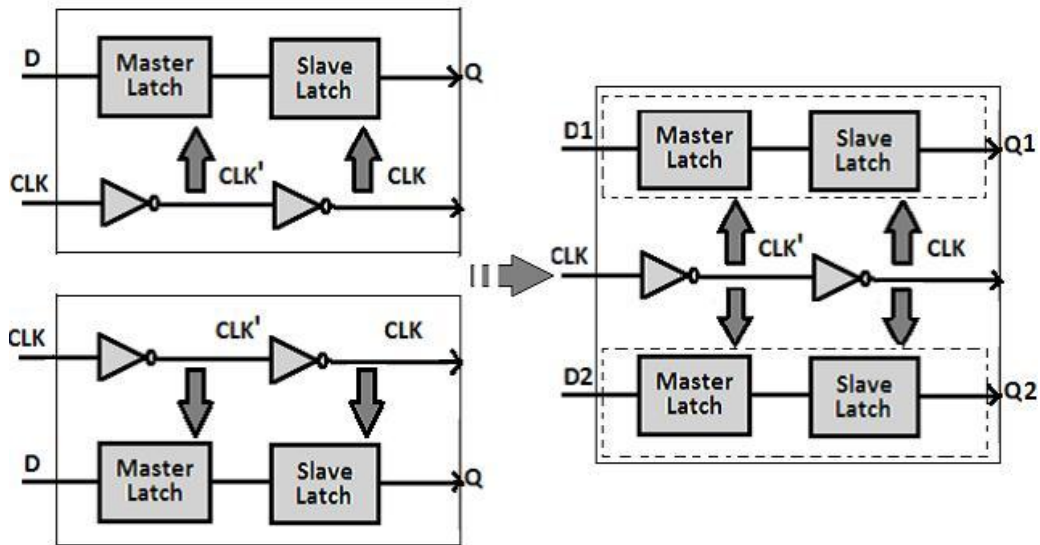 D
Master
Latch
Slave
Latch
Q
CLK
CLK'
CLK
CLK
CLK'
CLK
D
Master
Latch
Slave
Latch
Q
D1
Master
Latch
Slave
Latch
Q1
CLK
CLK'
CLK
D2
Master
Latch
Slave
Latch
Q2